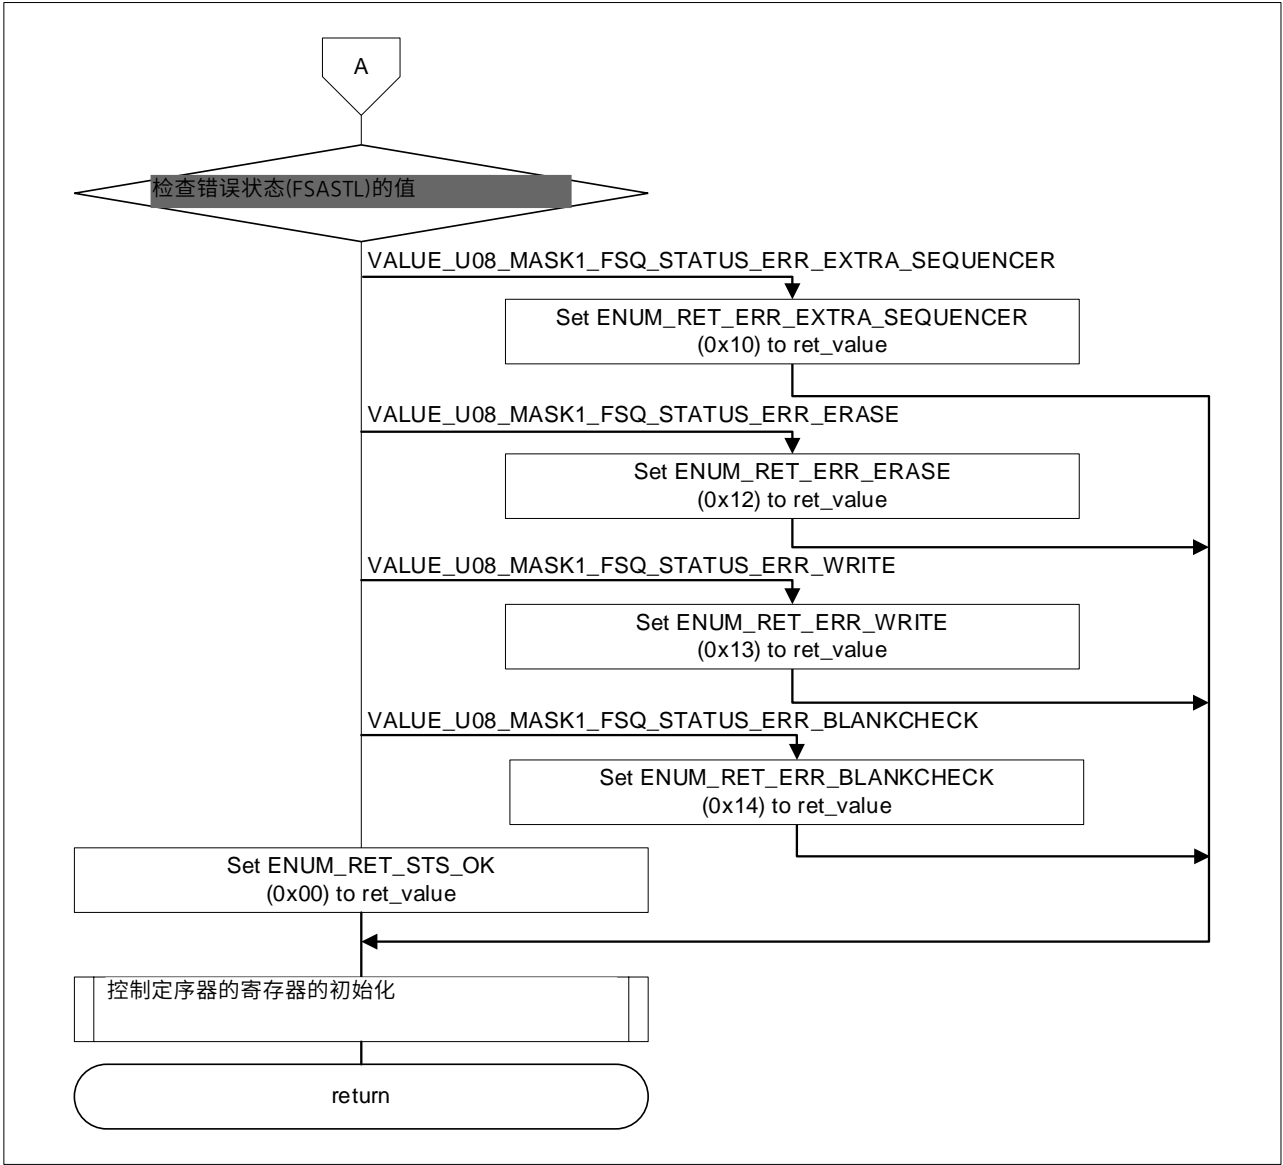 A
检查错误状态(FSASTL)的值
VALUE_U08_MASK1_FSQ_STATUS_ERR_EXTRA_SEQUENCER
Set ENUM_RET_ERR_EXTRA_SEQUENCER
(0x10) to ret_value
VALUE_U08_MASK1_FSQ_STATUS_ERR_ERASE
Set ENUM_RET_ERR_ERASE
(0x12) to ret_value
VALUE_U08_MASK1_FSQ_STATUS_ERR_WRITE
Set ENUM_RET_ERR_WRITE
(0x13) to ret_value
VALUE_U08_MASK1_FSQ_STATUS_ERR_BLANKCHECK
Set ENUM_RET_ERR_BLANKCHECK
(0x14) to ret_value
Set ENUM_RET_STS_OK
(0x00) to ret_value
控制定序器的寄存器的初始化
return